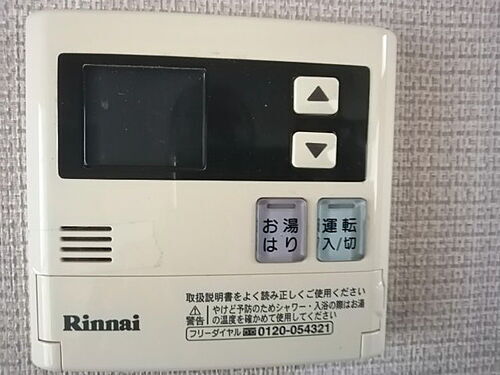 お湯
はり
運転
入/切
取扱説明書をよく読み正しくご使用ください
警告
やけど予防のためシャワー・入浴の際はお湯
の温度を確かめて使用してください
フリーダイヤル 0120-054321
Rinnai